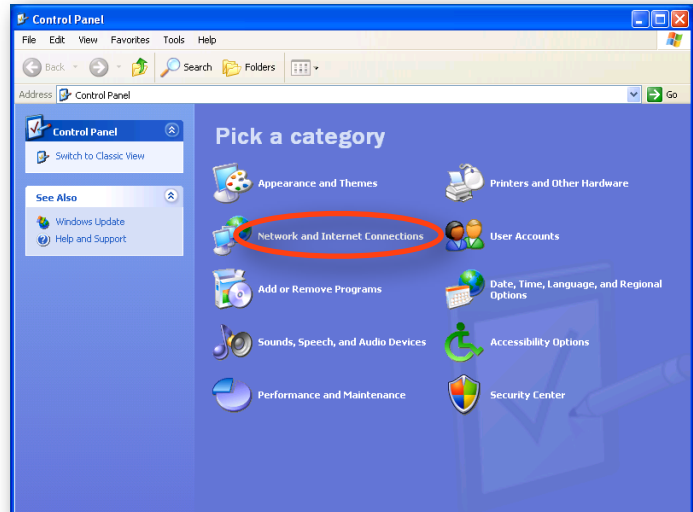 Control Panel
File Edit View Favorites Tools Help
Back Search Folders
Address Control Panel Go
Control Panel
Switch to Classic View
See Also
Windows Update
Help and Support
Pick a category
Appearance and Themes
Printers and Other Hardware
Network and Internet Connections
User Accounts
Add or Remove Programs
Date, Time, Language, and Regional
Options
Sounds, Speech, and Audio Devices
Accessibility Options
Performance and Maintenance
Security Center